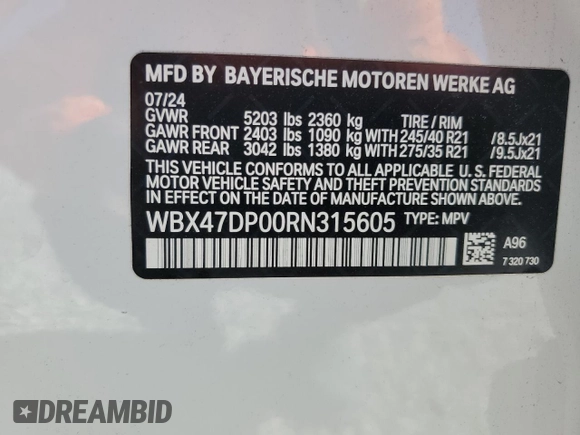 MFD BY BAYERISCHE MOTOREN WERKE AG
07/24
GVWR 5203 lbs 2360 kg TIRE / RIM
GAWR FRONT 2403 lbs 1090 kg WITH 245/40 R21 /8.5Jx21
GAWR REAR 3042 lbs 1380 kg WITH 275/35 R21 /9.5Jx21
THIS VEHICLE CONFORMS TO ALL APPLICABLE U. S. FEDERAL
MOTOR VEHICLE SAFETY AND THEFT PREVENTION STANDARDS
IN EFFECT ON THE DATE OF MANUFACTURE SHOWN ABOVE.
WBX47DP00RN315605 TYPE: MPV
A96
7 320 730
DREAMBID